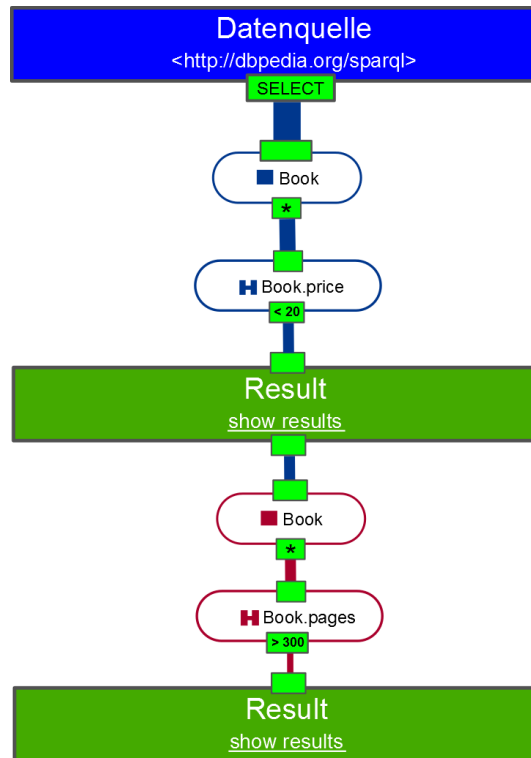 Datenquelle
<http://dbpedia.org/sparql>
SELECT
Book
*
Book.price
< 20
Result
show results
Book
*
Book.pages
> 300
Result
show results